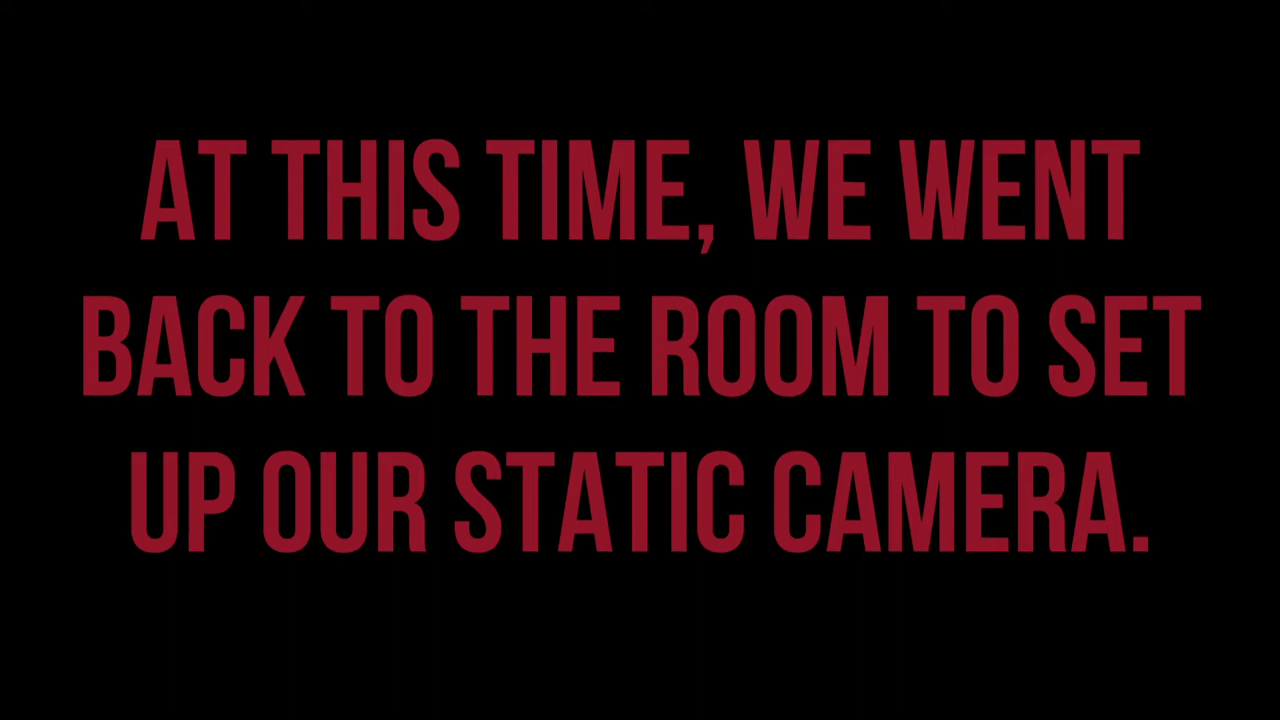 AT THIS TIME, WE WENT
BACK TO THE ROOM TO SET
UP OUR STATIC CAMERA.